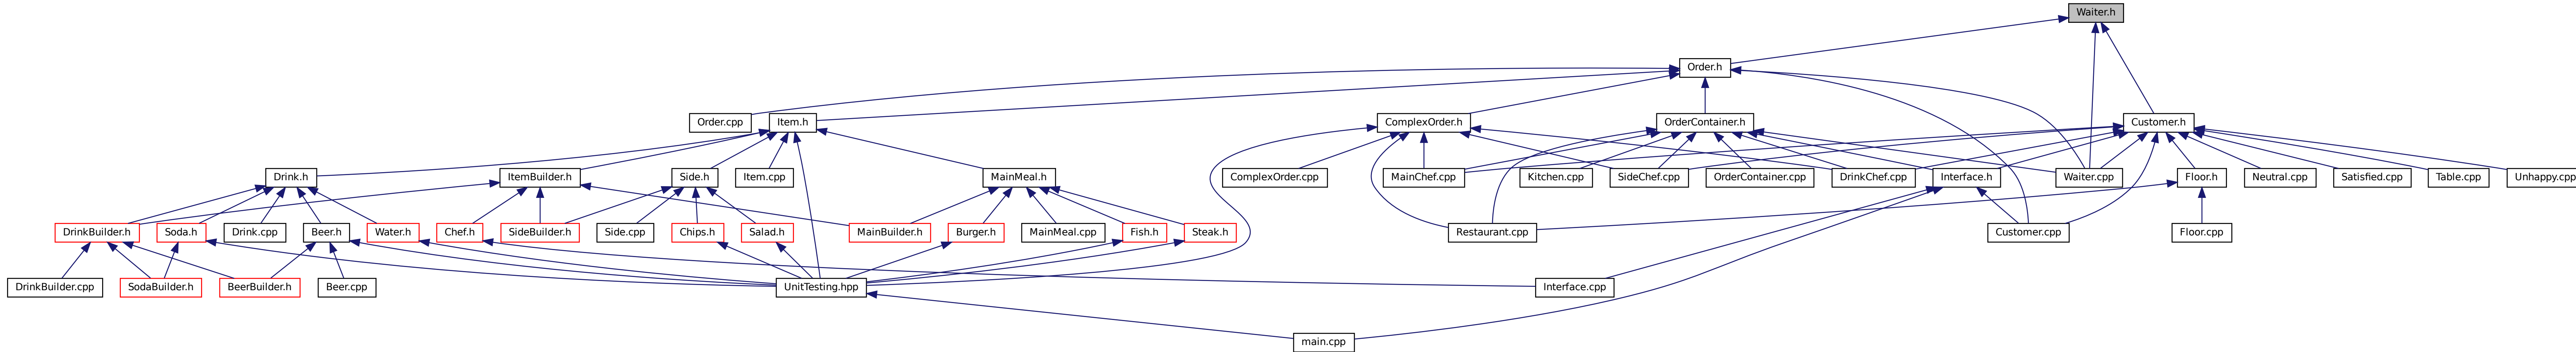 Waiter.h
Order.h
Order.cpp
Item.h
ComplexOrder.h
OrderContainer.h
Customer.h
Drink.h
ItemBuilder.h
Side.h
Item.cpp
MainMeal.h
ComplexOrder.cpp
MainChef.cpp
Kitchen.cpp
SideChef.cpp
OrderContainer.cpp
DrinkChef.cpp
Interface.h
Waiter.cpp
Floor.h
Neutral.cpp
Satisfied.cpp
Table.cpp
Unhappy.cpp
DrinkBuilder.h
Soda.h
Drink.cpp
Beer.h
Water.h
Chef.h
SideBuilder.h
Side.cpp
Chips.h
Salad.h
MainBuilder.h
Burger.h
MainMeal.cpp
Fish.h
Steak.h
Restaurant.cpp
Customer.cpp
Floor.cpp
DrinkBuilder.cpp
SodaBuilder.h
BeerBuilder.h
Beer.cpp
UnitTesting.hpp
Interface.cpp
main.cpp